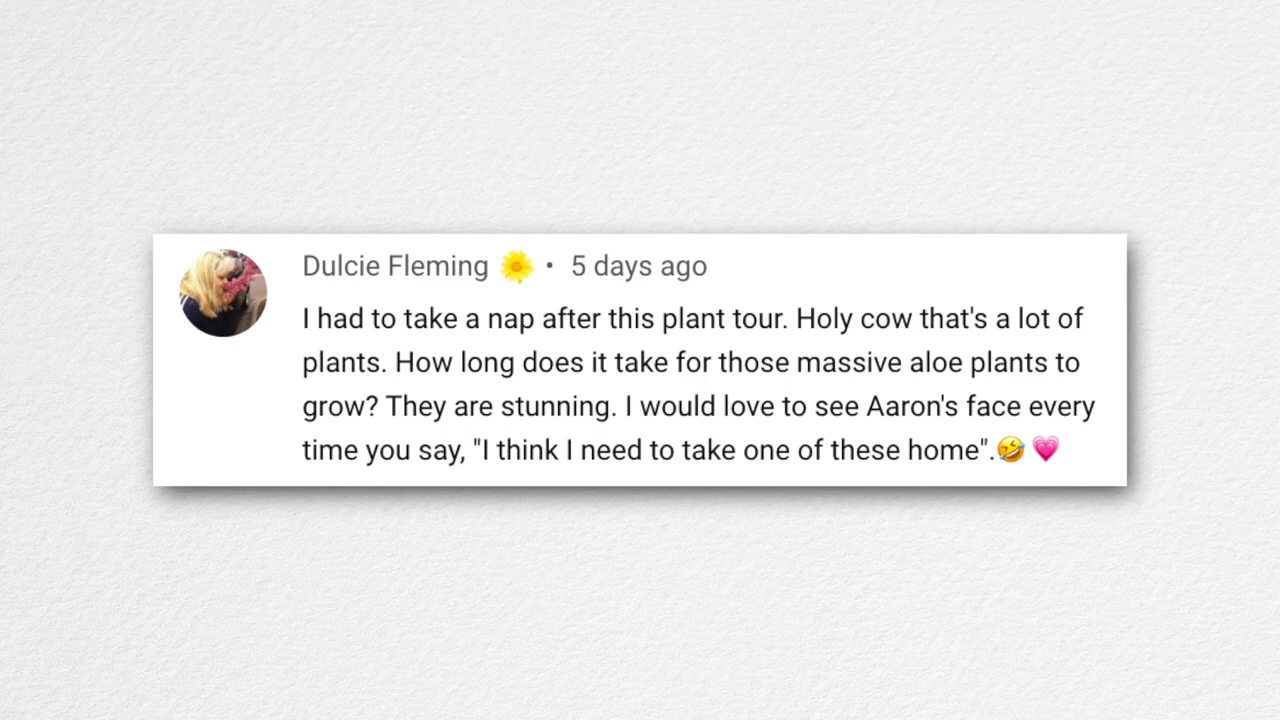 Dulcie Fleming 🌼 • 5 days ago
I had to take a nap after this plant tour. Holy cow that's a lot of
plants. How long does it take for those massive aloe plants to
grow? They are stunning. I would love to see Aaron's face every
time you say, "I think I need to take one of these home".🤣 💗